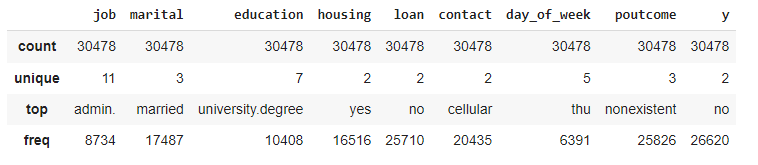 job marital education housing loan contact day_of_week poutcome y
count 30478 30478 30478 30478 30478 30478 30478 30478 30478
unique 11 3 7 2 2 2 5 3 2
top admin. married university.degree yes no cellular thu nonexistent no
freq 8734 17487 10408 16516 25710 20435 6391 25826 26620